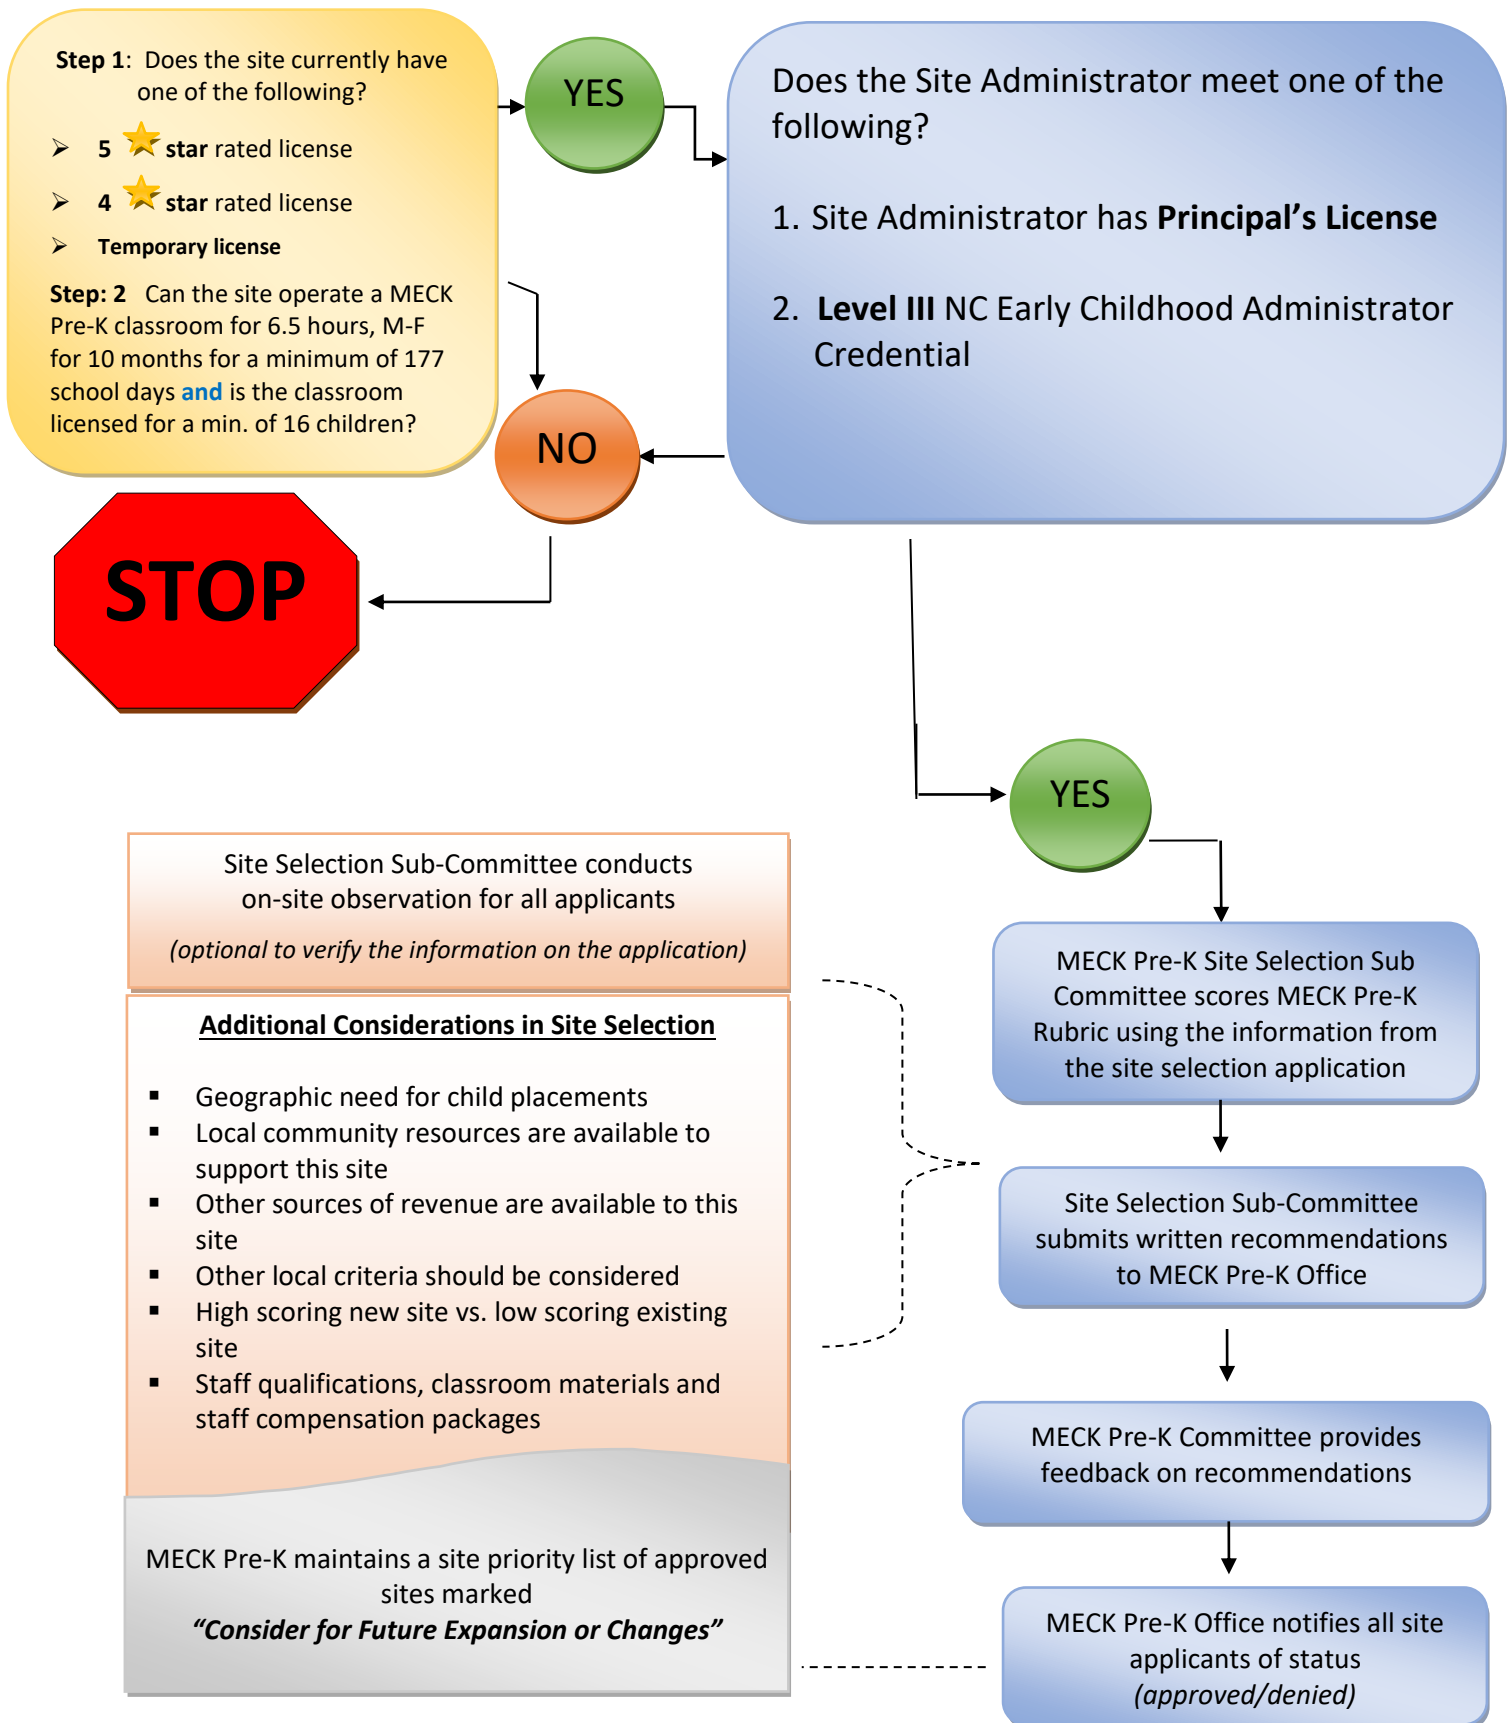 Step 1: Does the site currently have
one of the following?
➢ 5 star rated license
➢ 4 star rated license
➢ Temporary license
Step: 2 Can the site operate a MECK
Pre-K classroom for 6.5 hours, M-F
for 10 months for a minimum of 177
school days and is the classroom
licensed for a min. of 16 children?
YES
Does the Site Administrator meet one of the
following?
1. Site Administrator has Principal’s License
2. Level III NC Early Childhood Administrator
Credential
NO
STOP
YES
MECK Pre-K Site Selection Sub
Committee scores MECK Pre-K
Rubric using the information from
the site selection application
Site Selection Sub-Committee
submits written recommendations
to MECK Pre-K Office
MECK Pre-K Committee provides
feedback on recommendations
MECK Pre-K Office notifies all site
applicants of status
(approved/denied)
Site Selection Sub-Committee conducts
on-site observation for all applicants
(optional to verify the information on the application)
Additional Considerations in Site Selection
▪ Geographic need for child placements
▪ Local community resources are available to
support this site
▪ Other sources of revenue are available to this
site
▪ Other local criteria should be considered
▪ High scoring new site vs. low scoring existing
site
▪ Staff qualifications, classroom materials and
staff compensation packages
MECK Pre-K maintains a site priority list of approved
sites marked
“Consider for Future Expansion or Changes”